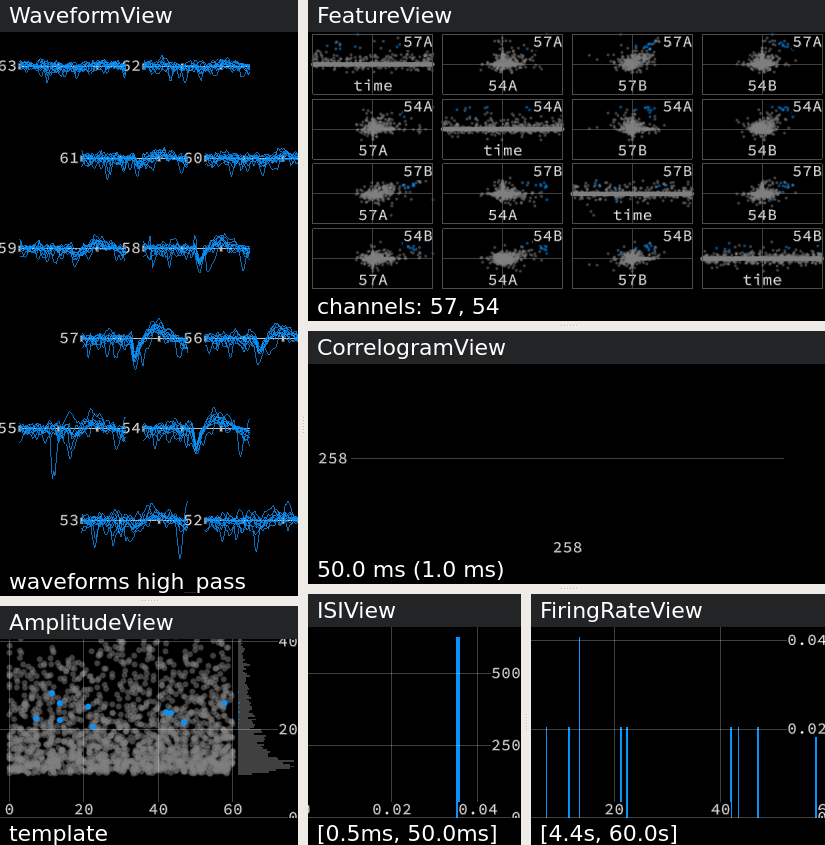 WaveformView
63 62
61 60
59 58
57 56
55 54
53 52
waveforms high_pass
FeatureView
57A 57A 57A 57A
time 54A 57B 54B
54A 54A 54A 54A
57A time 57B 54B
57B 57B 57B 57B
57A 54A time 54B
54B 54B 54B 54B
57A 54A 57B time
channels: 57, 54
CorrelogramView
258
258
50.0 ms (1.0 ms)
AmplitudeView
40
20
0
0 20 40 60
template
ISIView
500
250
0
0.02 0.04
[0.5ms, 50.0ms]
FiringRateView
0.04
0.02
20 40
[4.4s, 60.0s]